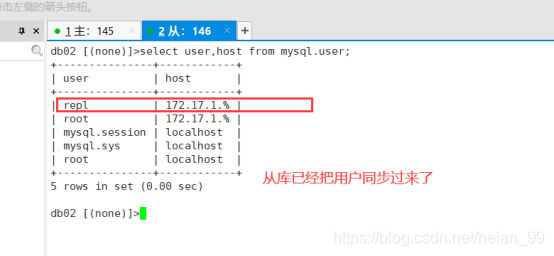 击左侧的箭头按钮。
1 主：145 × 2 从：146 × +
db02 [(none)]>select user,host from mysql.user;
+---------------+------------+
| user          | host       |
+---------------+------------+
| repl          | 172.17.1.% |
| root          | 172.17.1.% |
| mysql.session | localhost  |
| mysql.sys     | localhost  |
| root          | localhost  |
+---------------+------------+
5 rows in set (0.00 sec)
从库已经把用户同步过来了
db02 [(none)]>
https://blog.csdn.net/heian_99